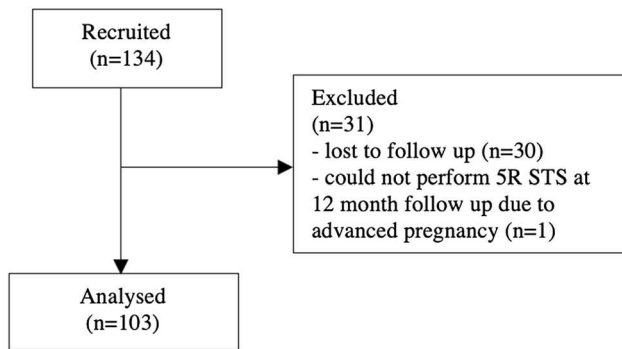 Recruited
(n=134)
Excluded
(n=31)
- lost to follow up (n=30)
- could not perform 5R STS at
12 month follow up due to
advanced pregnancy (n=1)
Analysed
(n=103)